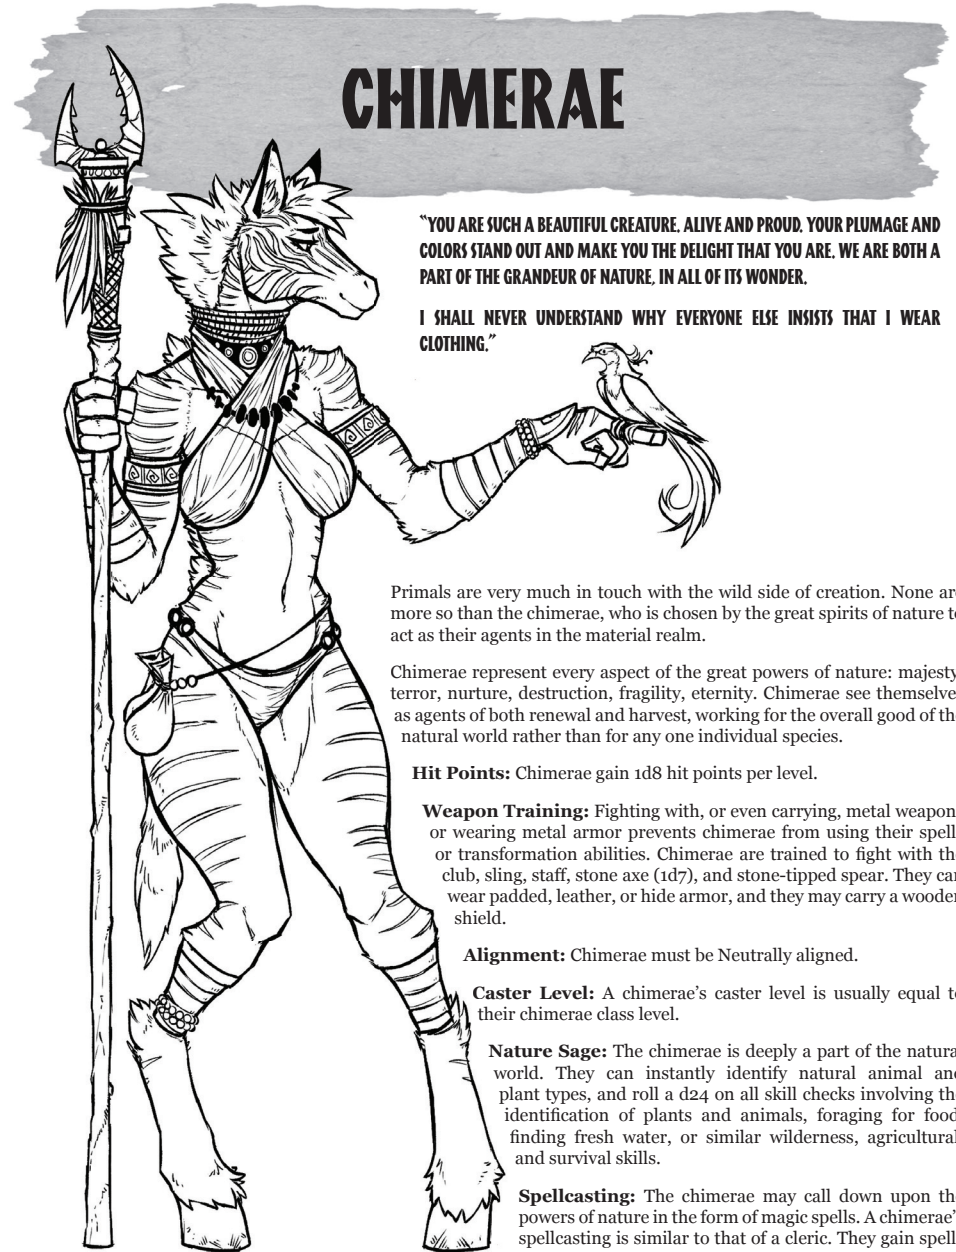 CHIMERAE
“YOU ARE SUCH A BEAUTIFUL CREATURE. ALIVE AND PROUD. YOUR PLUMAGE AND
COLORS STAND OUT AND MAKE YOU THE DELIGHT THAT YOU ARE. WE ARE BOTH A
PART OF THE GRANDEUR OF NATURE, IN ALL OF ITS WONDER.
I SHALL NEVER UNDERSTAND WHY EVERYONE ELSE INSISTS THAT I WEAR
CLOTHING.”
Primals are very much in touch with the wild side of creation. None are
more so than the chimerae, who is chosen by the great spirits of nature to
act as their agents in the material realm.
Chimerae represent every aspect of the great powers of nature: majesty,
terror, nurture, destruction, fragility, eternity. Chimerae see themselve
as agents of both renewal and harvest, working for the overall good of the
natural world rather than for any one individual species.
Hit Points: Chimerae gain 1d8 hit points per level.
Weapon Training: Fighting with, or even carrying, metal weapon
or wearing metal armor prevents chimerae from using their spell
or transformation abilities. Chimerae are trained to fight with the
club, sling, staff, stone axe (1d7), and stone-tipped spear. They can
wear padded, leather, or hide armor, and they may carry a wooden
shield.
Alignment: Chimerae must be Neutrally aligned.
Caster Level: A chimerae’s caster level is usually equal to
their chimerae class level.
Nature Sage: The chimerae is deeply a part of the natural
world. They can instantly identify natural animal and
plant types, and roll a d24 on all skill checks involving the
identification of plants and animals, foraging for food
finding fresh water, or similar wilderness, agricultural
and survival skills.
Spellcasting: The chimerae may call down upon the
powers of nature in the form of magic spells. A chimerae’
spellcasting is similar to that of a cleric. They gain spell